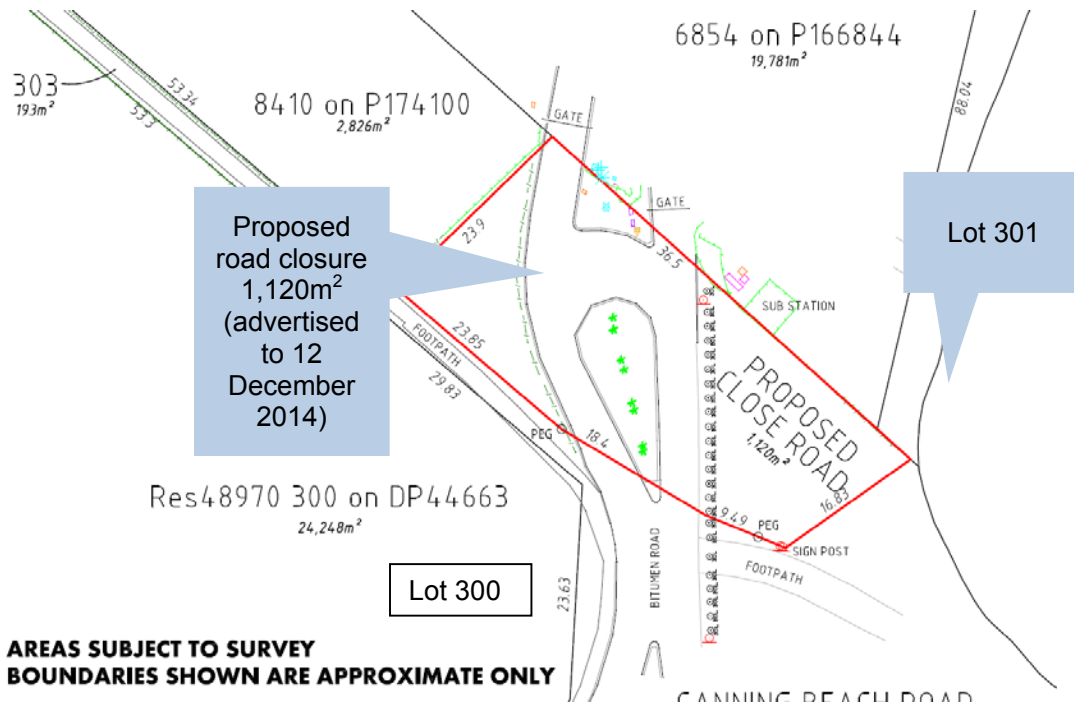 6854 on P166844
19,781m²
303
193m²
53.34
53.3
8410 on P174100
2,826m²
GATE
88.04
Proposed
road closure
1,120m²
(advertised
to 12
December
2014)
23.9
GATE
36.5
Lot 301
SUB STATION
FOOTPATH
23.85
29.83
PROPOSED
CLOSE ROAD
1,120m²
PEG
18.4
16.83
9.49
PEG
SIGN POST
Res48970 300 on DP44663
24,248m²
FOOTPATH
BITUMEN ROAD
Lot 300
23.63
AREAS SUBJECT TO SURVEY
BOUNDARIES SHOWN ARE APPROXIMATE ONLY
CANNING BEACH ROAD